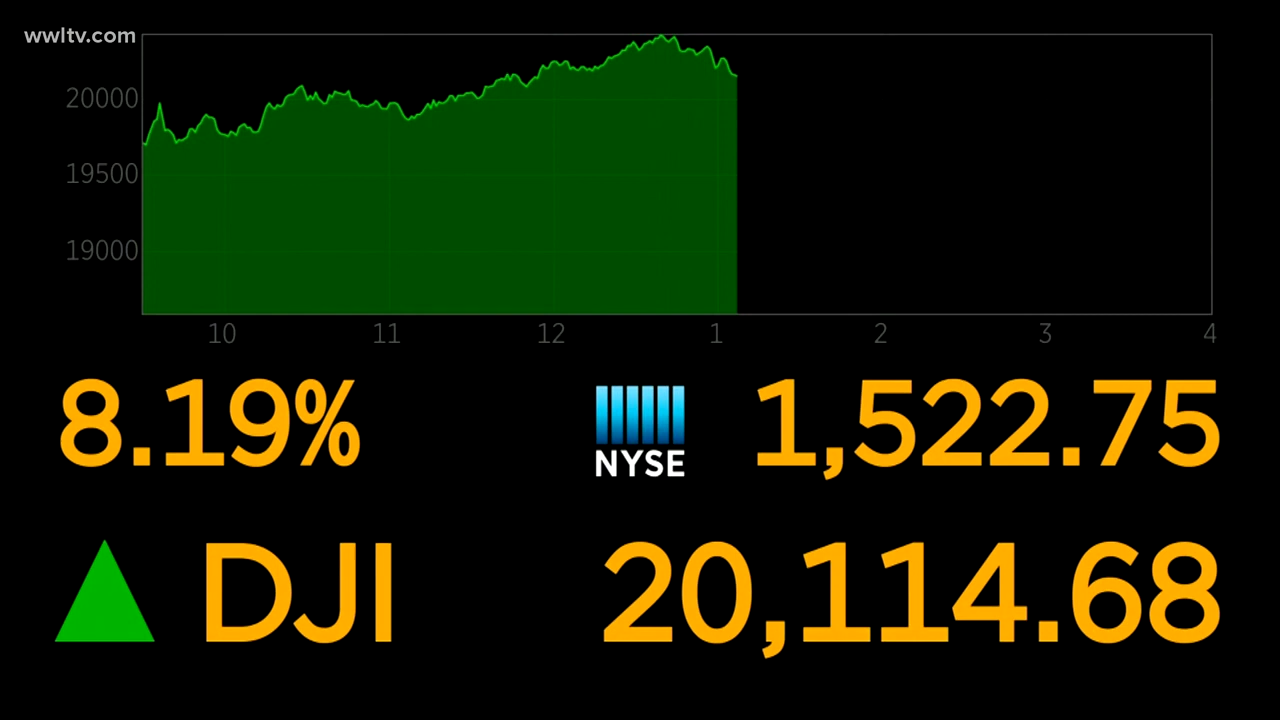 wwltv.com
20000
19500
19000
10 11 12 1 2 3 4
8.19% NYSE 1,522.75
DJI 20,114.68